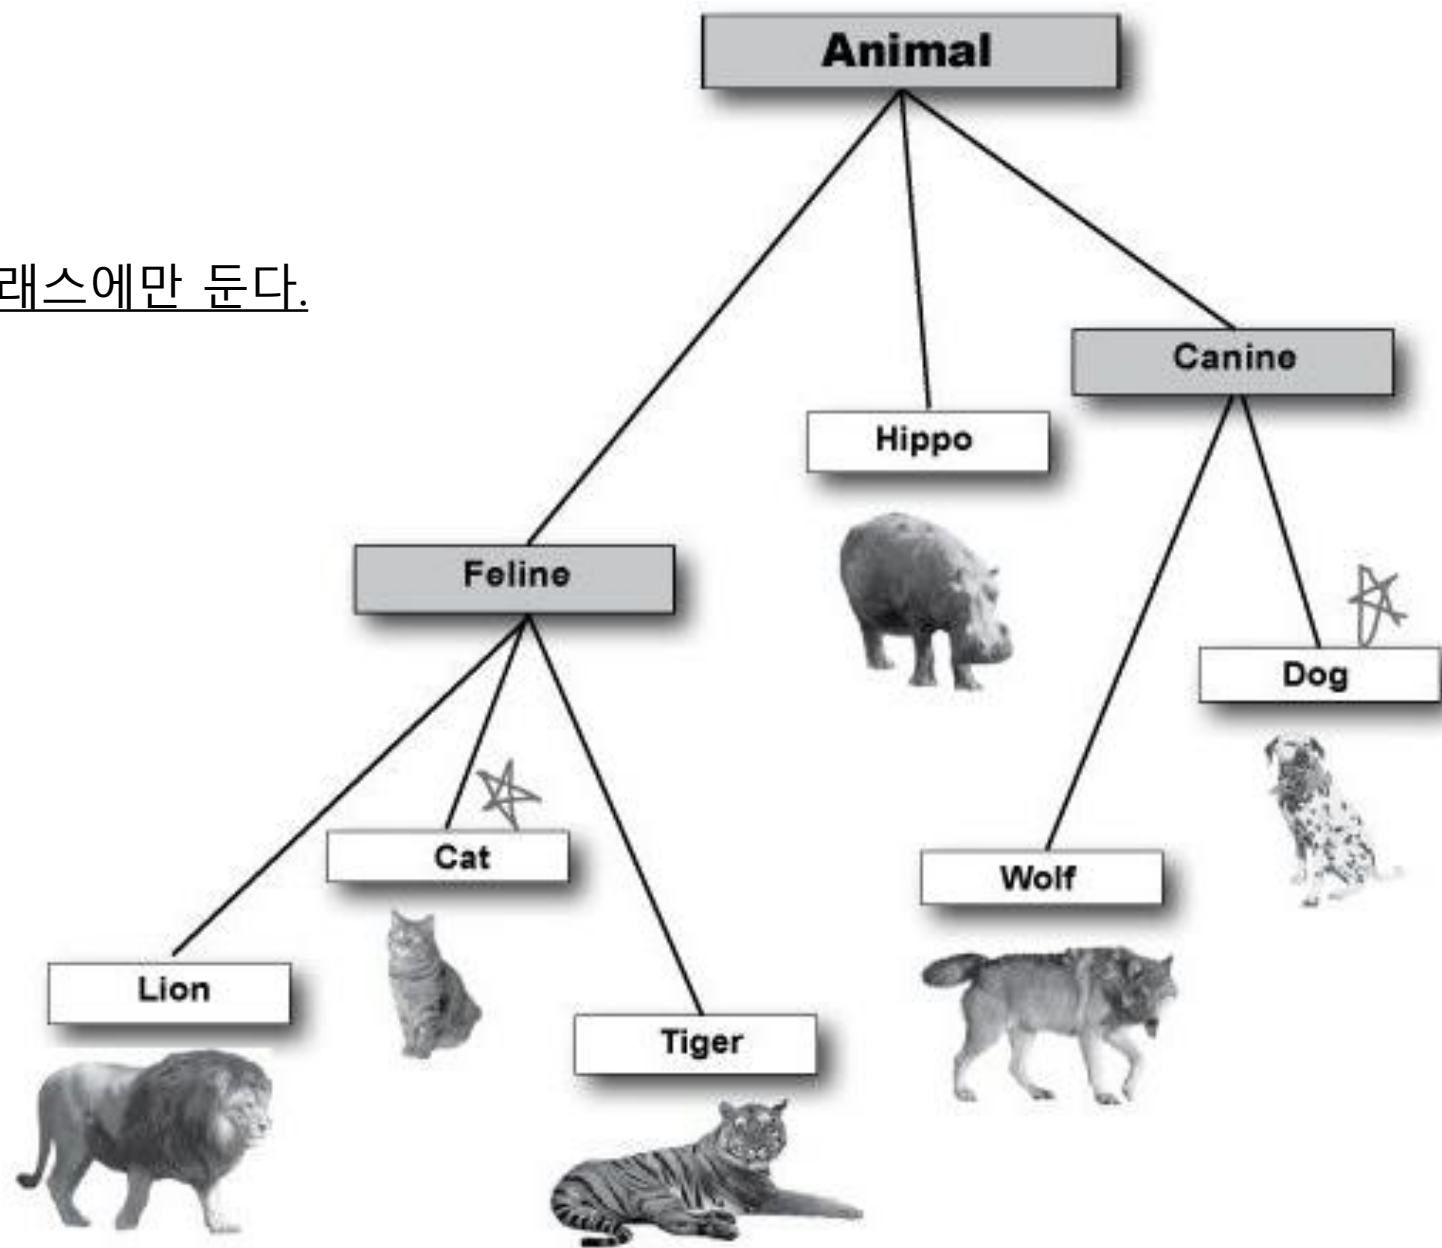 Animal
래스에만 둔다.
Canine
Hippo
Feline
Dog
Cat
Wolf
Lion
Tiger